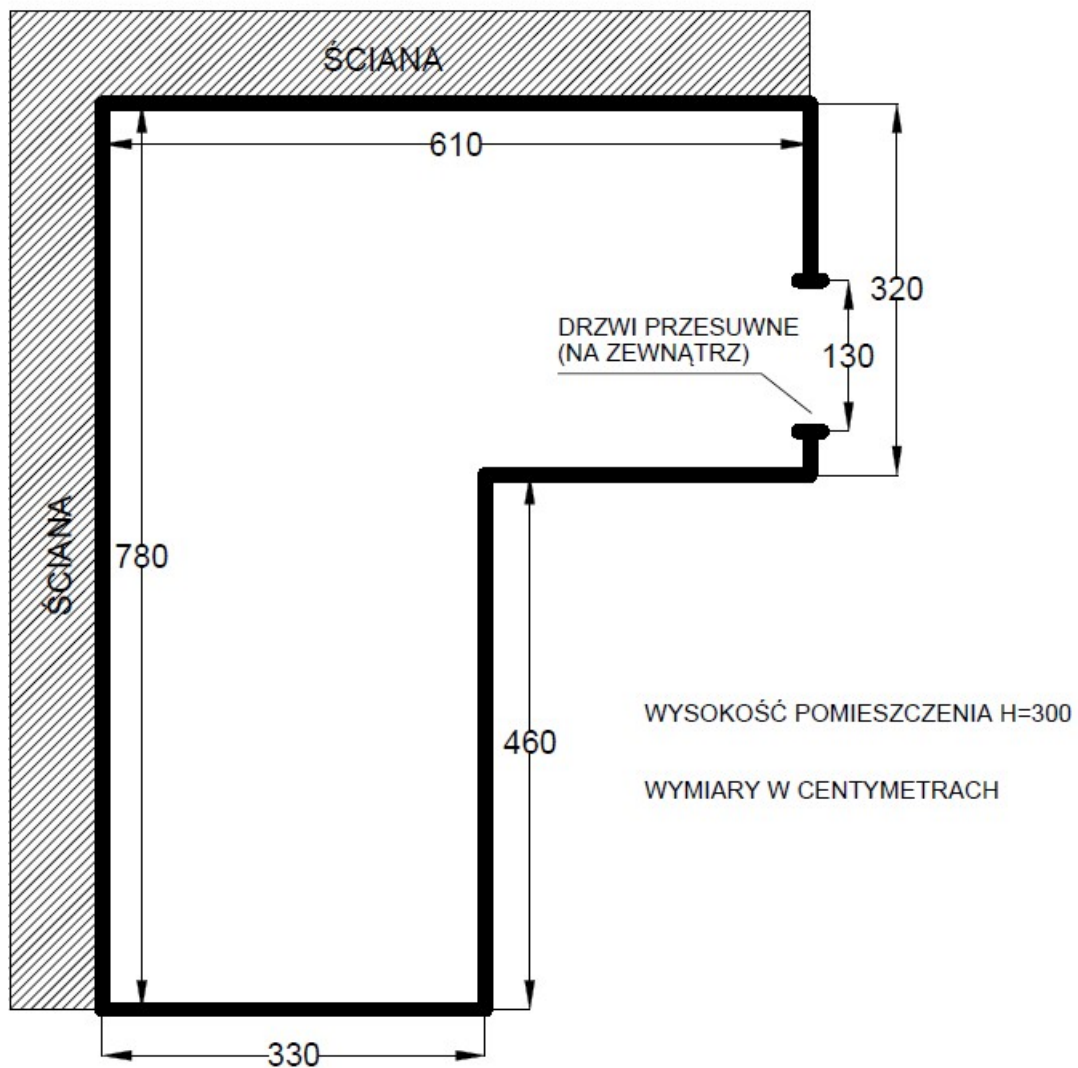 ŚCIANA
610
320
DRZWI PRZESUWNE
(NA ZEWNĄTRZ)
130
ŚCIANA
780
460
WYSOKOŚĆ POMIESZCZENIA H=300
WYMIARY W CENTYMETRACH
330